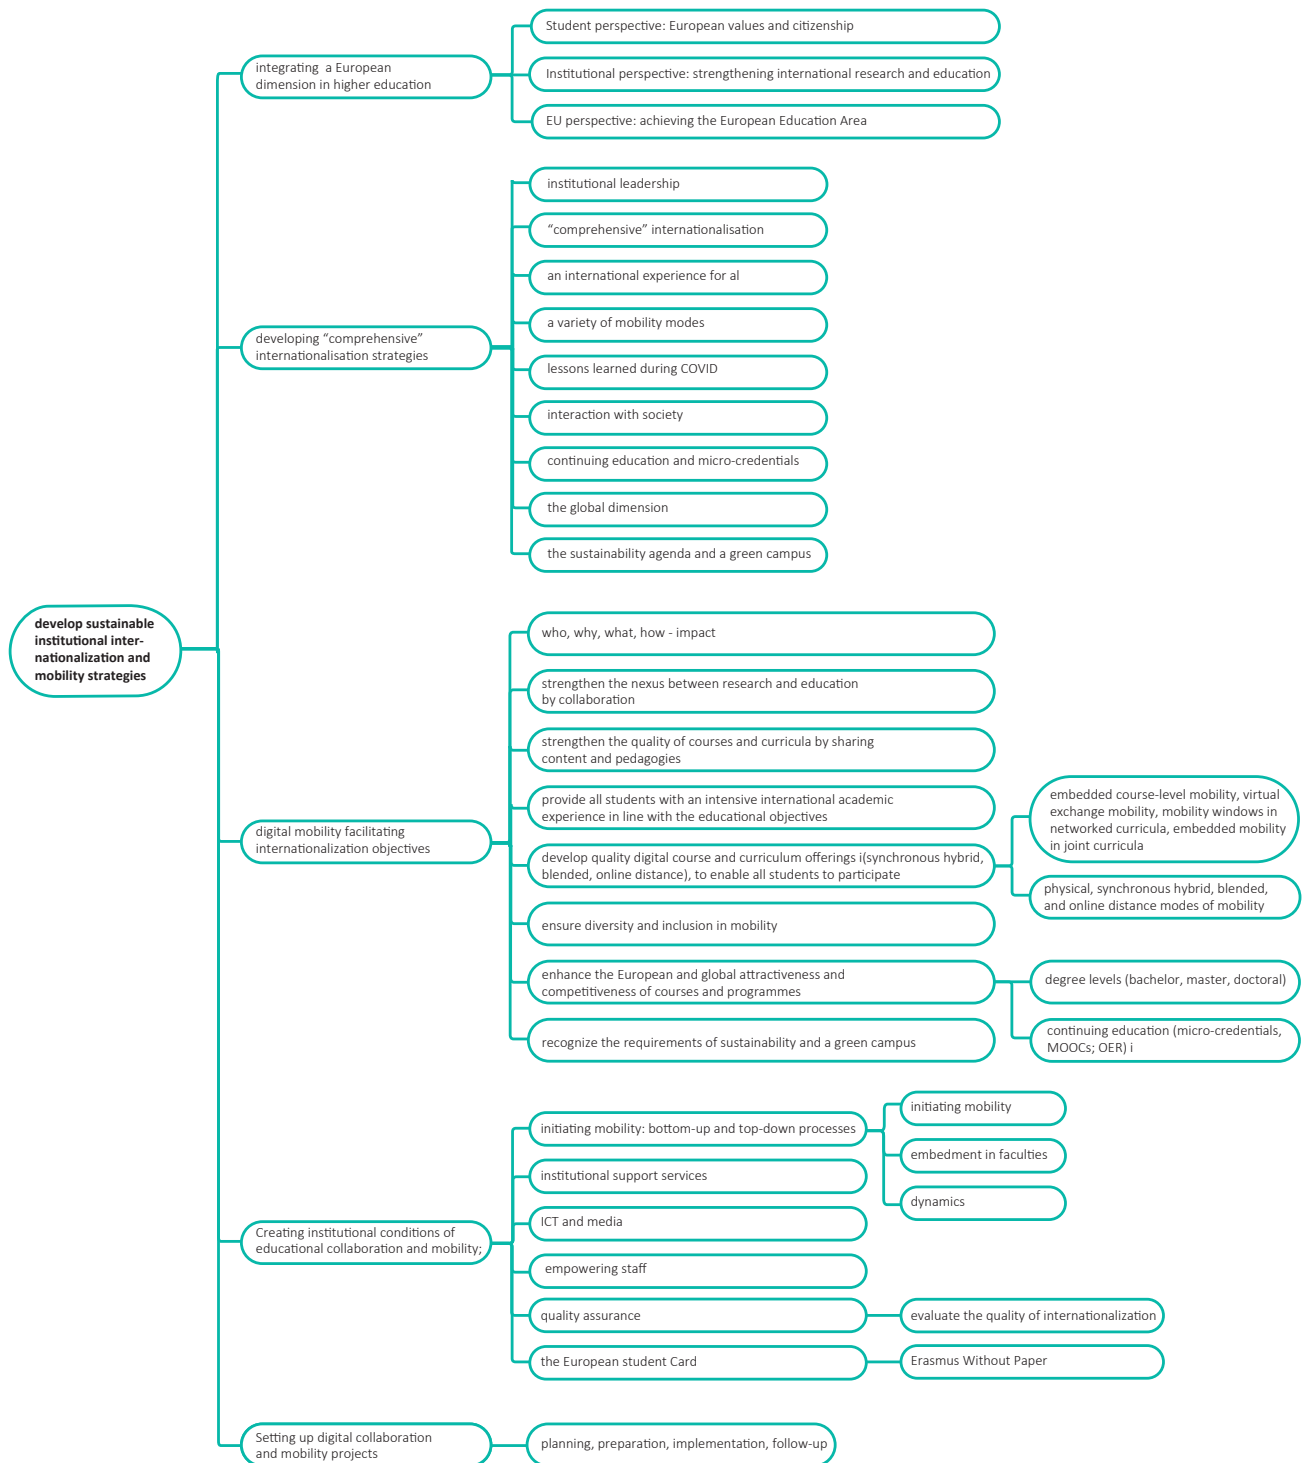 develop sustainable
institutional inter-
nationalization and
mobility strategies
integrating  a European
dimension in higher education
Student perspective: European values and citizenship
Institutional perspective: strengthening international research and education
EU perspective: achieving the European Education Area
developing “comprehensive”
internationalisation strategies
institutional leadership
“comprehensive” internationalisation
an international experience for al
a variety of mobility modes
lessons learned during COVID
interaction with society
continuing education and micro-credentials
the global dimension
the sustainability agenda and a green campus
digital mobility facilitating
internationalization objectives
who, why, what, how - impact
strengthen the nexus between research and education
by collaboration
strengthen the quality of courses and curricula by sharing
content and pedagogies
provide all students with an intensive international academic
experience in line with the educational objectives
develop quality digital course and curriculum offerings i(synchronous hybrid,
blended, online distance), to enable all students to participate
embedded course-level mobility, virtual
exchange mobility, mobility windows in
networked curricula, embedded mobility
in joint curricula
physical, synchronous hybrid, blended,
and online distance modes of mobility
ensure diversity and inclusion in mobility
enhance the European and global attractiveness and
competitiveness of courses and programmes
degree levels (bachelor, master, doctoral)
continuing education (micro-credentials,
MOOCs; OER) i
recognize the requirements of sustainability and a green campus
Creating institutional conditions of
educational collaboration and mobility;
initiating mobility: bottom-up and top-down processes
initiating mobility
embedment in faculties
dynamics
institutional support services
ICT and media
empowering staff
quality assurance
evaluate the quality of internationalization
the European student Card
Erasmus Without Paper
Setting up digital collaboration
and mobility projects
planning, preparation, implementation, follow-up